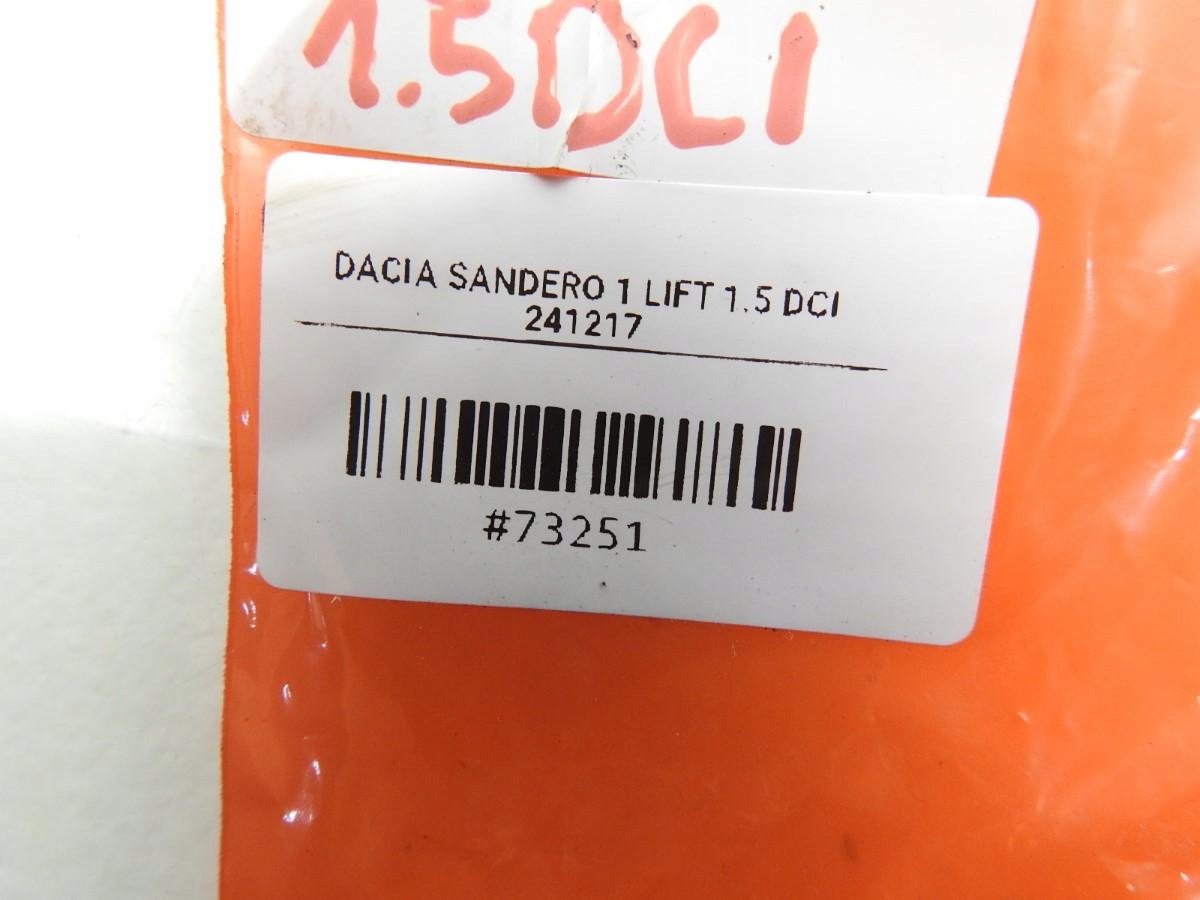 1.5DCI
DACIA SANDERO 1 LIFT 1.5 DCI
241217
#73251